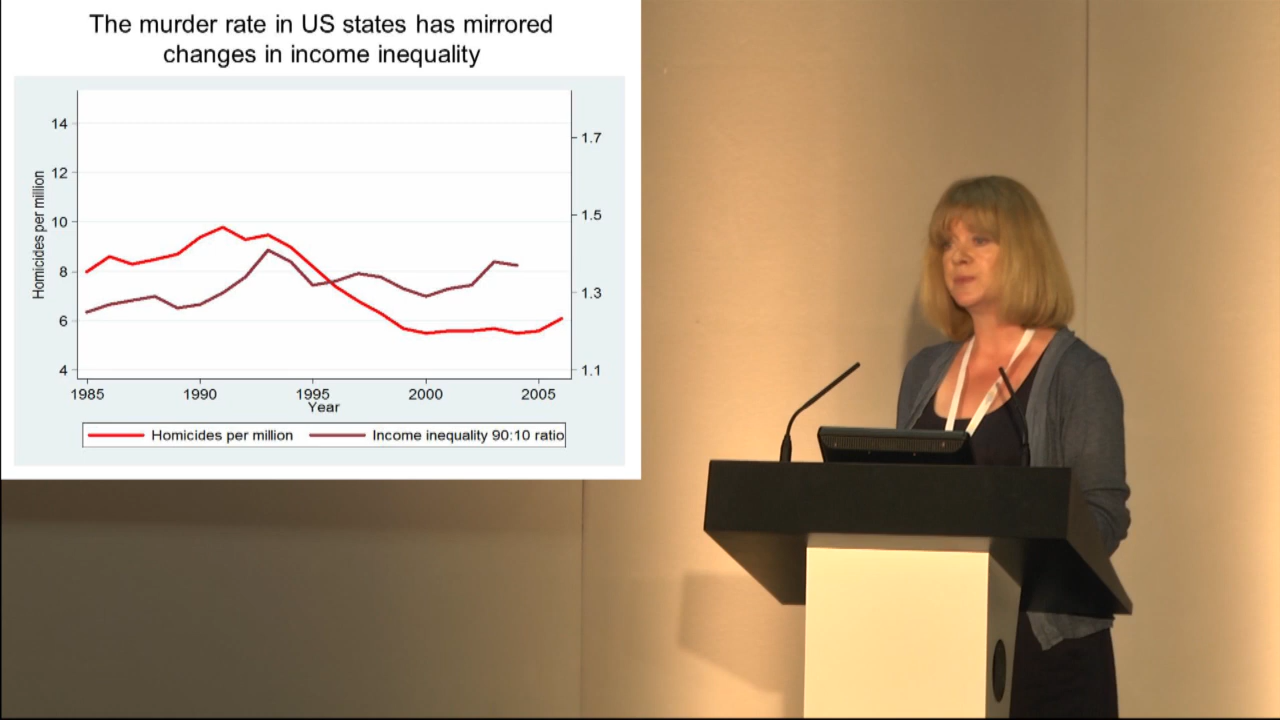 The murder rate in US states has mirrored
changes in income inequality
Homicides per million
14
12
10
8
6
4
1.7
1.5
1.3
1.1
1985 1990 1995 2000 2005
Year
Homicides per million Income inequality 90:10 ratio